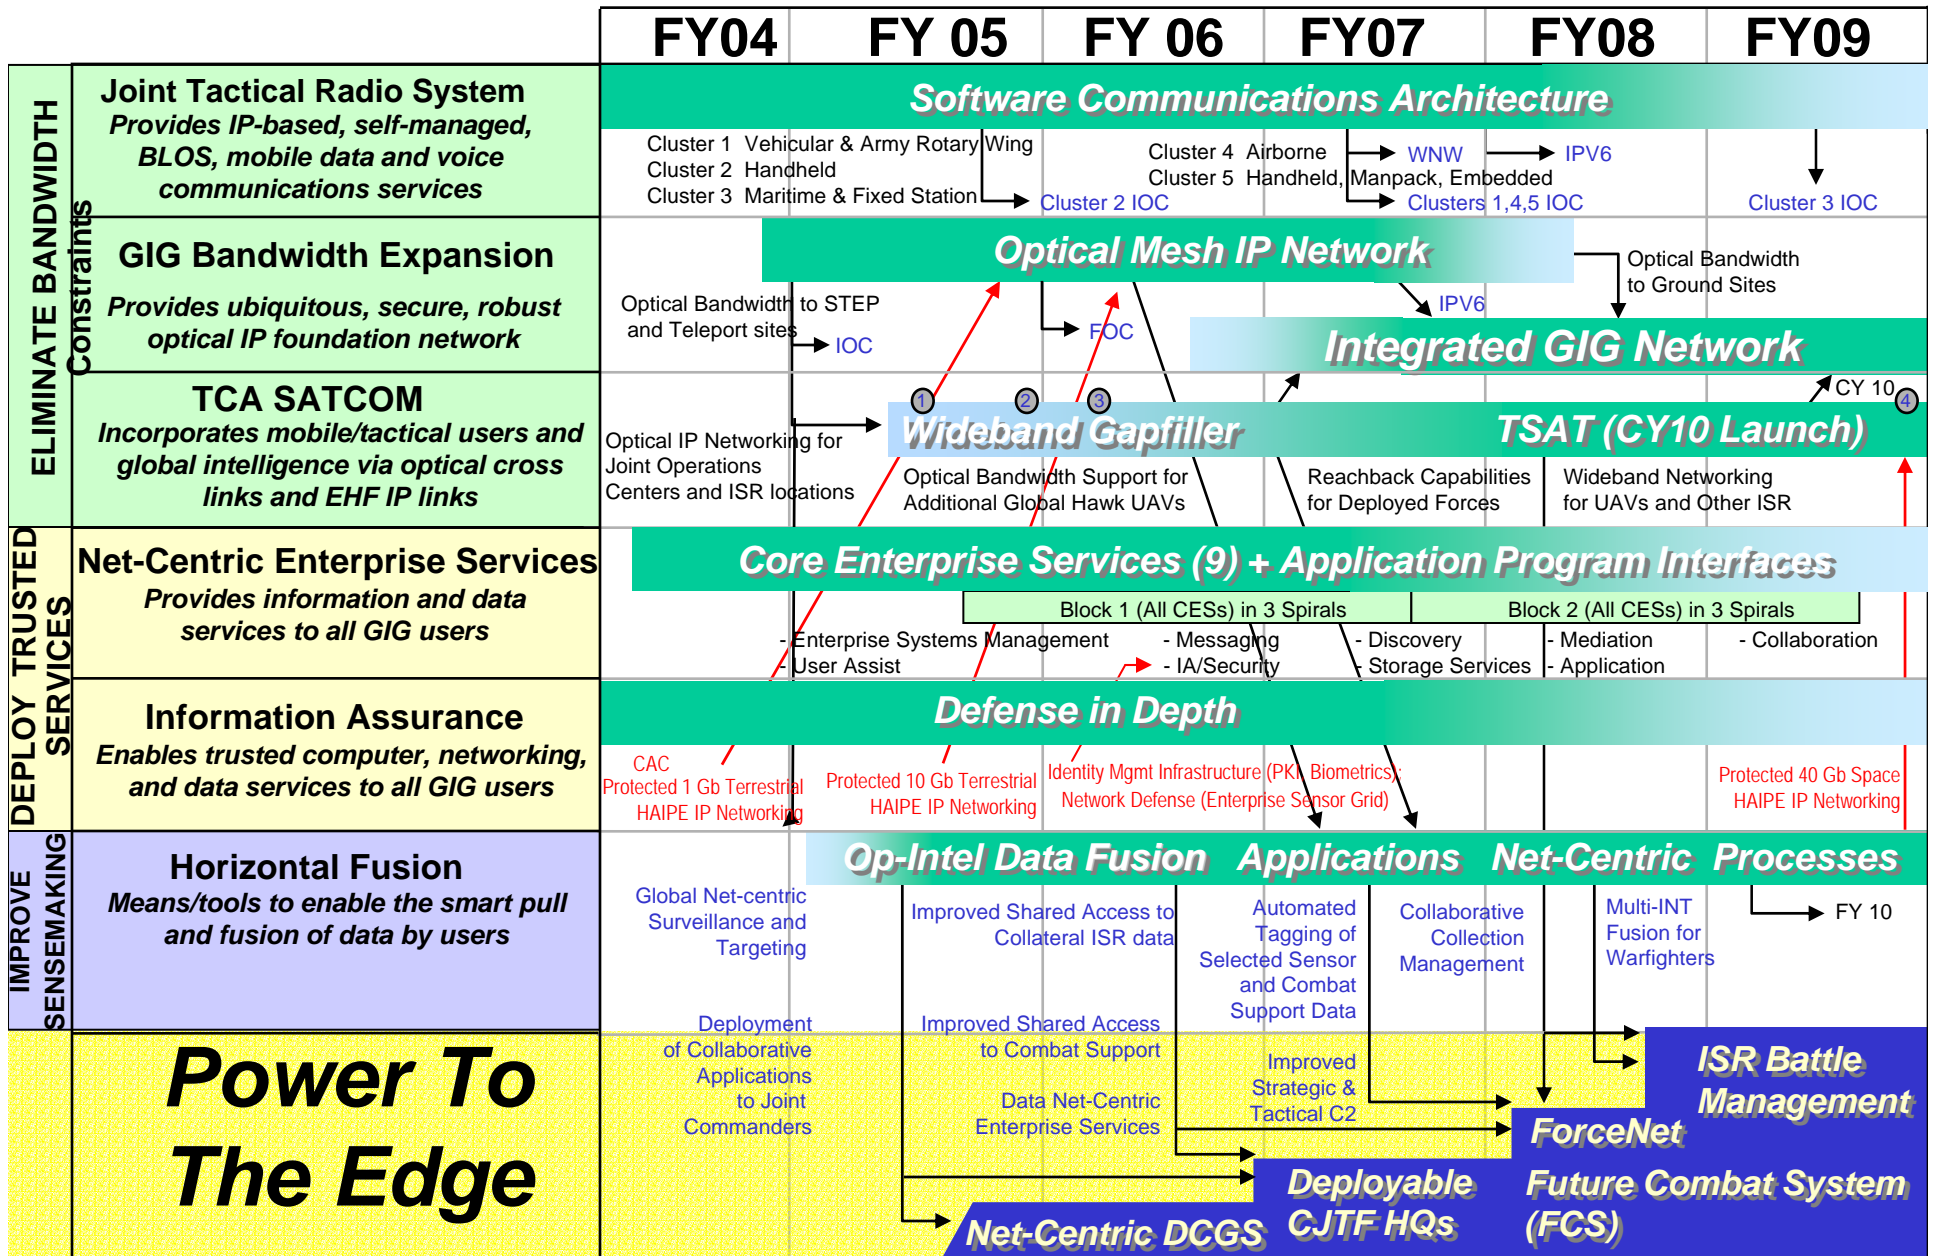 FY04 FY 05 FY 06 FY07 FY08 FY09
ELIMINATE BANDWIDTH
Constraints
Joint Tactical Radio System
Provides IP-based, self-managed,
BLOS, mobile data and voice
communications services
Software Communications Architecture
Cluster 1 Vehicular & Army Rotary Wing
Cluster 2 Handheld
Cluster 3 Maritime & Fixed Station
Cluster 2 IOC
Cluster 4 Airborne
Cluster 5 Handheld, Manpack, Embedded
WNW
IPV6
Clusters 1,4,5 IOC
Cluster 3 IOC
GIG Bandwidth Expansion
Provides ubiquitous, secure, robust
optical IP foundation network
Optical Mesh IP Network
Optical Bandwidth to STEP
and Teleport sites
IOC
FOC
IPV6
Optical Bandwidth
to Ground Sites
Integrated GIG Network
TCA SATCOM
Incorporates mobile/tactical users and
global intelligence via optical cross
links and EHF IP links
1
2
3
CY 10
4
Wideband Gapfiller
TSAT (CY10 Launch)
Optical IP Networking for
Joint Operations
Centers and ISR locations
Optical Bandwidth Support for
Additional Global Hawk UAVs
Reachback Capabilities
for Deployed Forces
Wideband Networking
for UAVs and Other ISR
DEPLOY TRUSTED
SERVICES
Net-Centric Enterprise Services
Provides information and data
services to all GIG users
Core Enterprise Services (9) + Application Program Interfaces
Block 1 (All CESs) in 3 Spirals
Block 2 (All CESs) in 3 Spirals
- Enterprise Systems Management
- User Assist
- Messaging
- IA/Security
- Discovery
- Storage Services
- Mediation
- Application
- Collaboration
Information Assurance
Enables trusted computer, networking,
and data services to all GIG users
Defense in Depth
CAC
Protected 1 Gb Terrestrial
HAIPE IP Networking
Protected 10 Gb Terrestrial
HAIPE IP Networking
Identity Mgmt Infrastructure (PKI, Biometrics);
Network Defense (Enterprise Sensor Grid)
Protected 40 Gb Space
HAIPE IP Networking
IMPROVE
SENSEMAKING
Horizontal Fusion
Means/tools to enable the smart pull
and fusion of data by users
Op-Intel Data Fusion Applications Net-Centric Processes
Global Net-centric
Surveillance and
Targeting
Improved Shared Access to
Collateral ISR data
Automated
Tagging of
Selected Sensor
and Combat
Support Data
Collaborative
Collection
Management
Multi-INT
Fusion for
Warfighters
FY 10
Power To
The Edge
Deployment
of Collaborative
Applications
to Joint
Commanders
Improved Shared Access
to Combat Support
Data Net-Centric
Enterprise Services
Improved
Strategic &
Tactical C2
ISR Battle
Management
ForceNet
Future Combat System
(FCS)
Deployable
CJTF HQs
Net-Centric DCGS